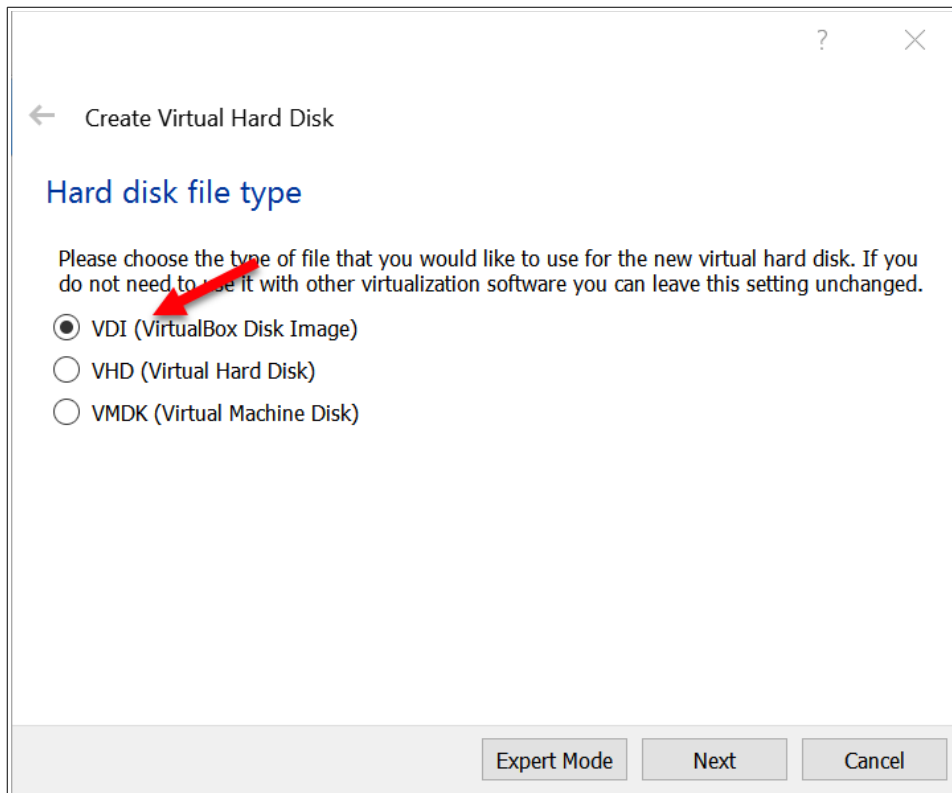 ?
Create Virtual Hard Disk
Hard disk file type
Please choose the type of file that you would like to use for the new virtual hard disk. If you
do not need to use it with other virtualization software you can leave this setting unchanged.
VDI (VirtualBox Disk Image)
VHD (Virtual Hard Disk)
VMDK (Virtual Machine Disk)
Expert Mode Next Cancel